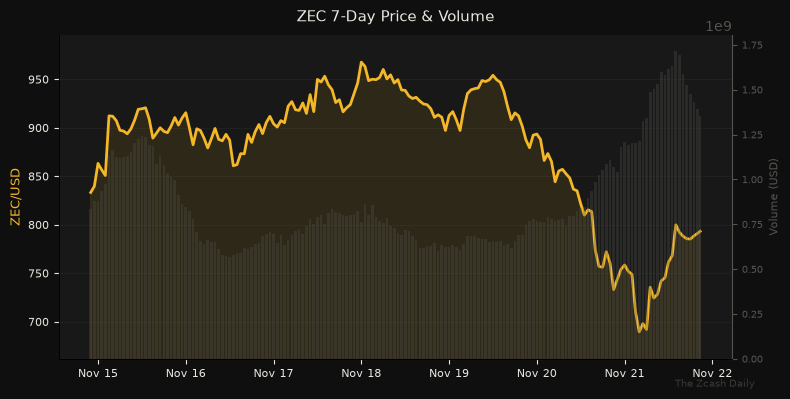 ZEC 7-Day Price & Volume
1e9
ZEC/USD
950
900
850
800
750
700
1.75
1.50
1.25
1.00
0.75
0.50
0.25
0.00
Volume (USD)
Nov 15 Nov 16 Nov 17 Nov 18 Nov 19 Nov 20 Nov 21 Nov 22
The Zcash Daily